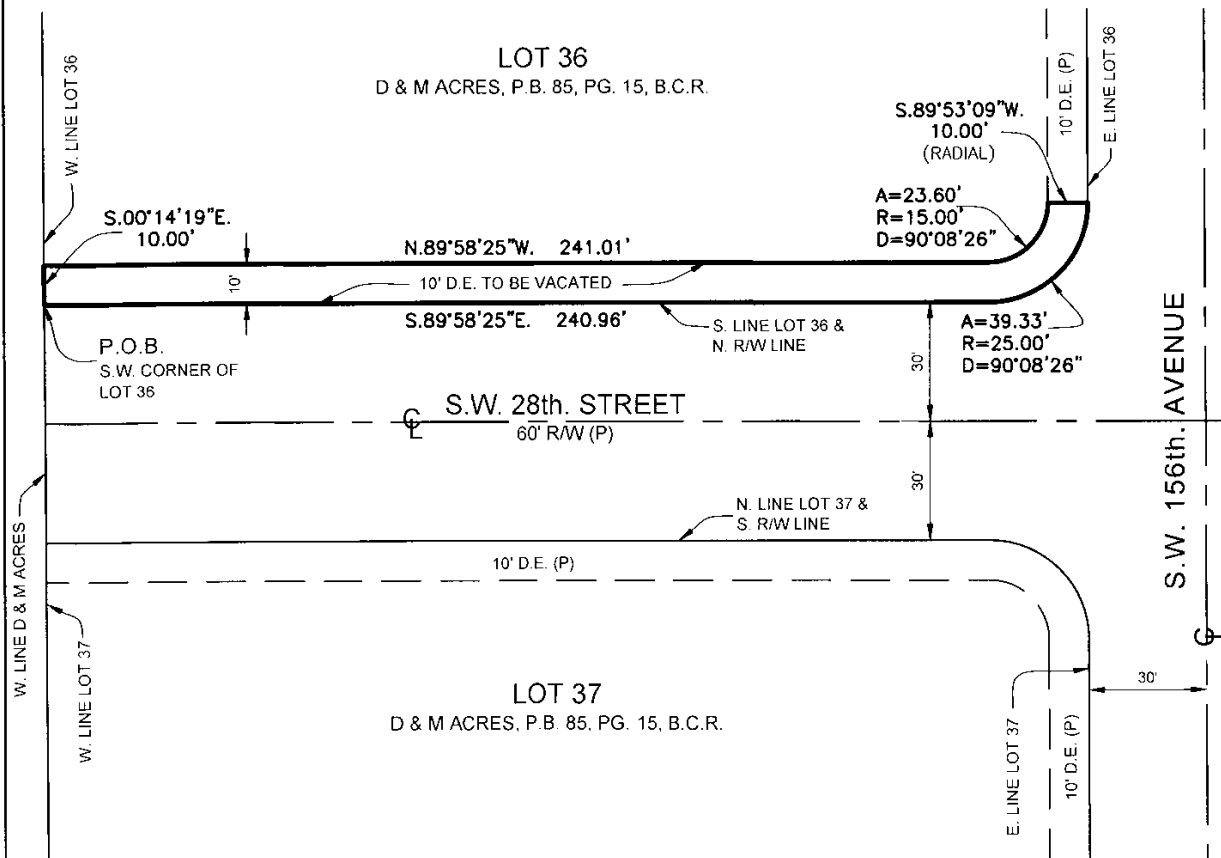 LOT 36
D & M ACRES, P.B. 85, PG. 15, B.C.R.
W. LINE LOT 36
S.89°53'09"W.
10.00'
(RADIAL)
10' D.E. (P)
E. LINE LOT 36
A=23.60'
R=15.00'
D=90°08'26"
S.00°14'19"E.
10.00'
N.89°58'25"W. 241.01'
10'
10' D.E. TO BE VACATED
S.89°58'25"E. 240.96'
S. LINE LOT 36 &
N. R/W LINE
A=39.33'
R=25.00'
D=90°08'26"
P.O.B.
S.W. CORNER OF
LOT 36
30'
S.W. 28th. STREET
60' R/W (P)
S.W. 156th. AVENUE
30'
N. LINE LOT 37 &
S. R/W LINE
10' D.E. (P)
W. LINE D & M ACRES
W. LINE LOT 37
LOT 37
D & M ACRES, P.B. 85, PG. 15, B.C.R.
30'
E. LINE LOT 37
10' D.E. (P)